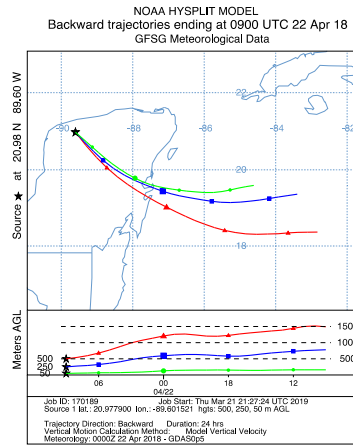 NOAA HYSPLIT MODEL
Backward trajectories ending at 0900 UTC 22 Apr 18
GFSG Meteorological Data
Source ★ at 20.98 N 89.60 W
-90 -88 -86 -84
22
20
18
Meters AGL
1500
1000
500
500
250
50
06 00 18 12
04/22
Job ID: 170189 Job Start: Thu Mar 21 21:27:24 UTC 2019
Source 1 lat.: 20.977900 lon.: -89.601521 hgts: 500, 250, 50 m AGL
Trajectory Direction: Backward Duration: 24 hrs
Vertical Motion Calculation Method: Model Vertical Velocity
Meteorology: 0000Z 22 Apr 2018 - GDAS0p5